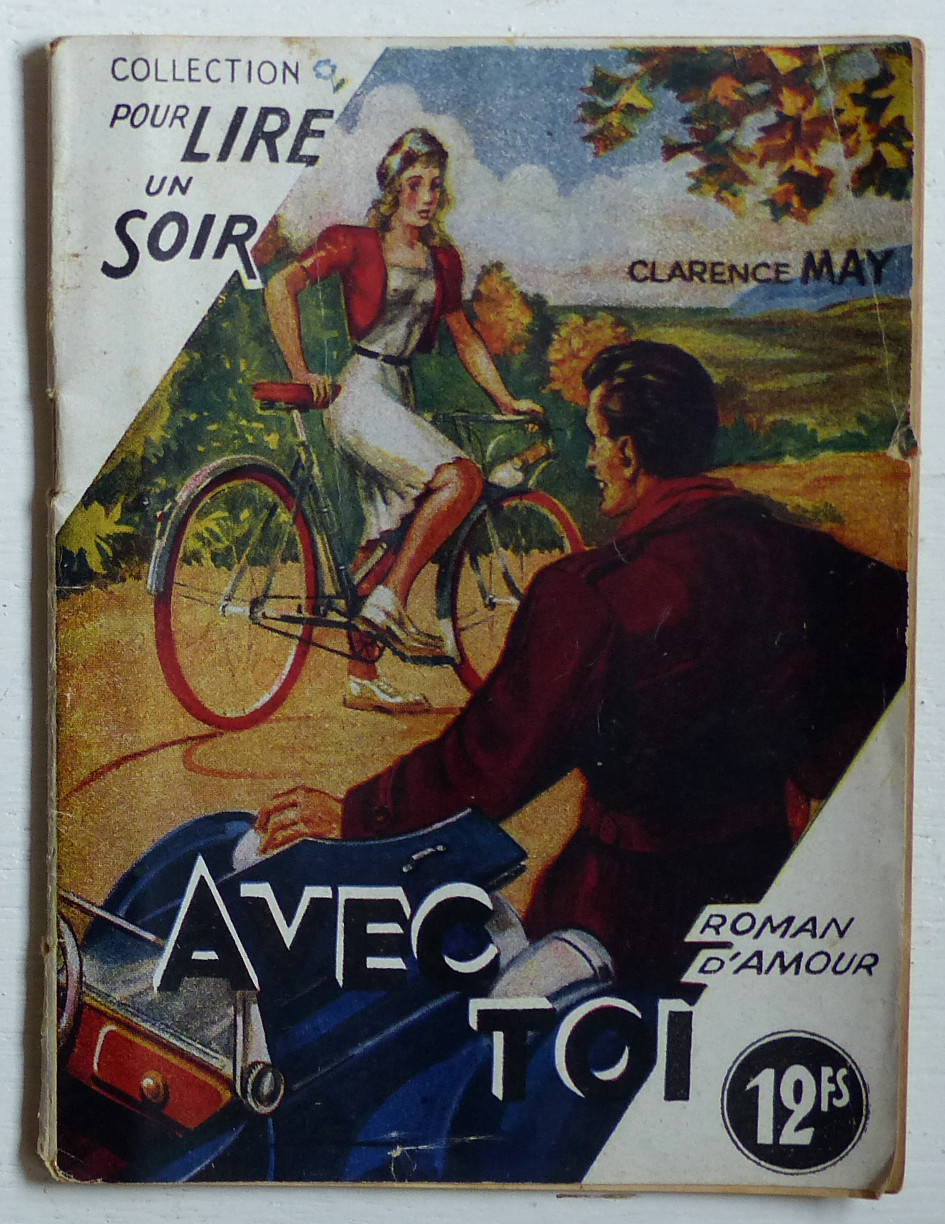 COLLECTION
POUR LIRE
UN
SOIR
CLARENCE MAY
AVEC
TOI
ROMAN
D'AMOUR
12FS